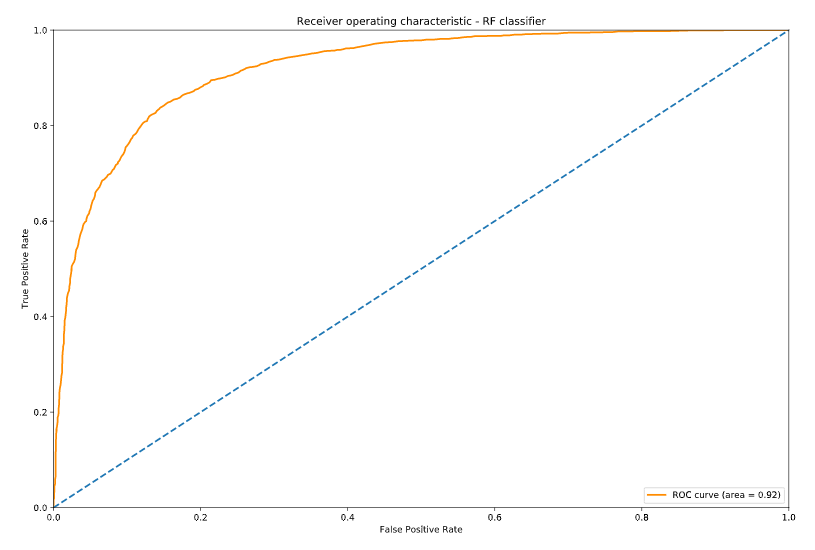 Receiver operating characteristic - RF classifier
1.0
0.8
0.6
0.4
0.2
0.0
True Positive Rate
ROC curve (area = 0.92)
0.0 0.2 0.4 0.6 0.8 1.0
False Positive Rate